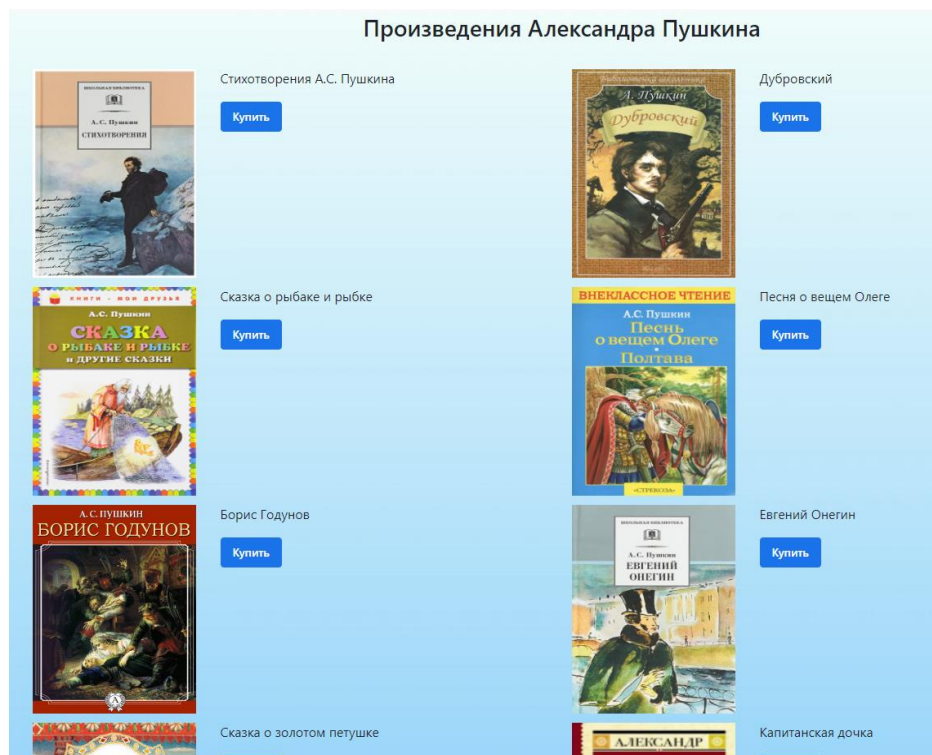 Произведения Александра Пушкина
ШКОЛЬНАЯ БИБЛИОТЕКА
А. С. Пушкин
СТИХОТВОРЕНИЯ
Стихотворения А.С. Пушкина
Купить
А. Пушкин
Дубровский
Дубровский
Купить
КНИГИ - МОИ ДРУЗЬЯ
А.С. Пушкин
СКАЗКА
О РЫБАКЕ И РЫБКЕ
И ДРУГИЕ СКАЗКИ
Сказка о рыбаке и рыбке
Купить
ВНЕКЛАССНОЕ ЧТЕНИЕ
А.С. Пушкин
Песнь
о вещем Олеге
Полтава
«СТРЕКОЗА»
Песня о вещем Олеге
Купить
А. С. ПУШКИН
БОРИС ГОДУНОВ
Борис Годунов
Купить
ШКОЛЬНАЯ БИБЛИОТЕКА
А. С. Пушкин
ЕВГЕНИЙ
ОНЕГИН
Евгений Онегин
Купить
Сказка о золотом петушке
АЛЕКСАНДР
Капитанская дочка